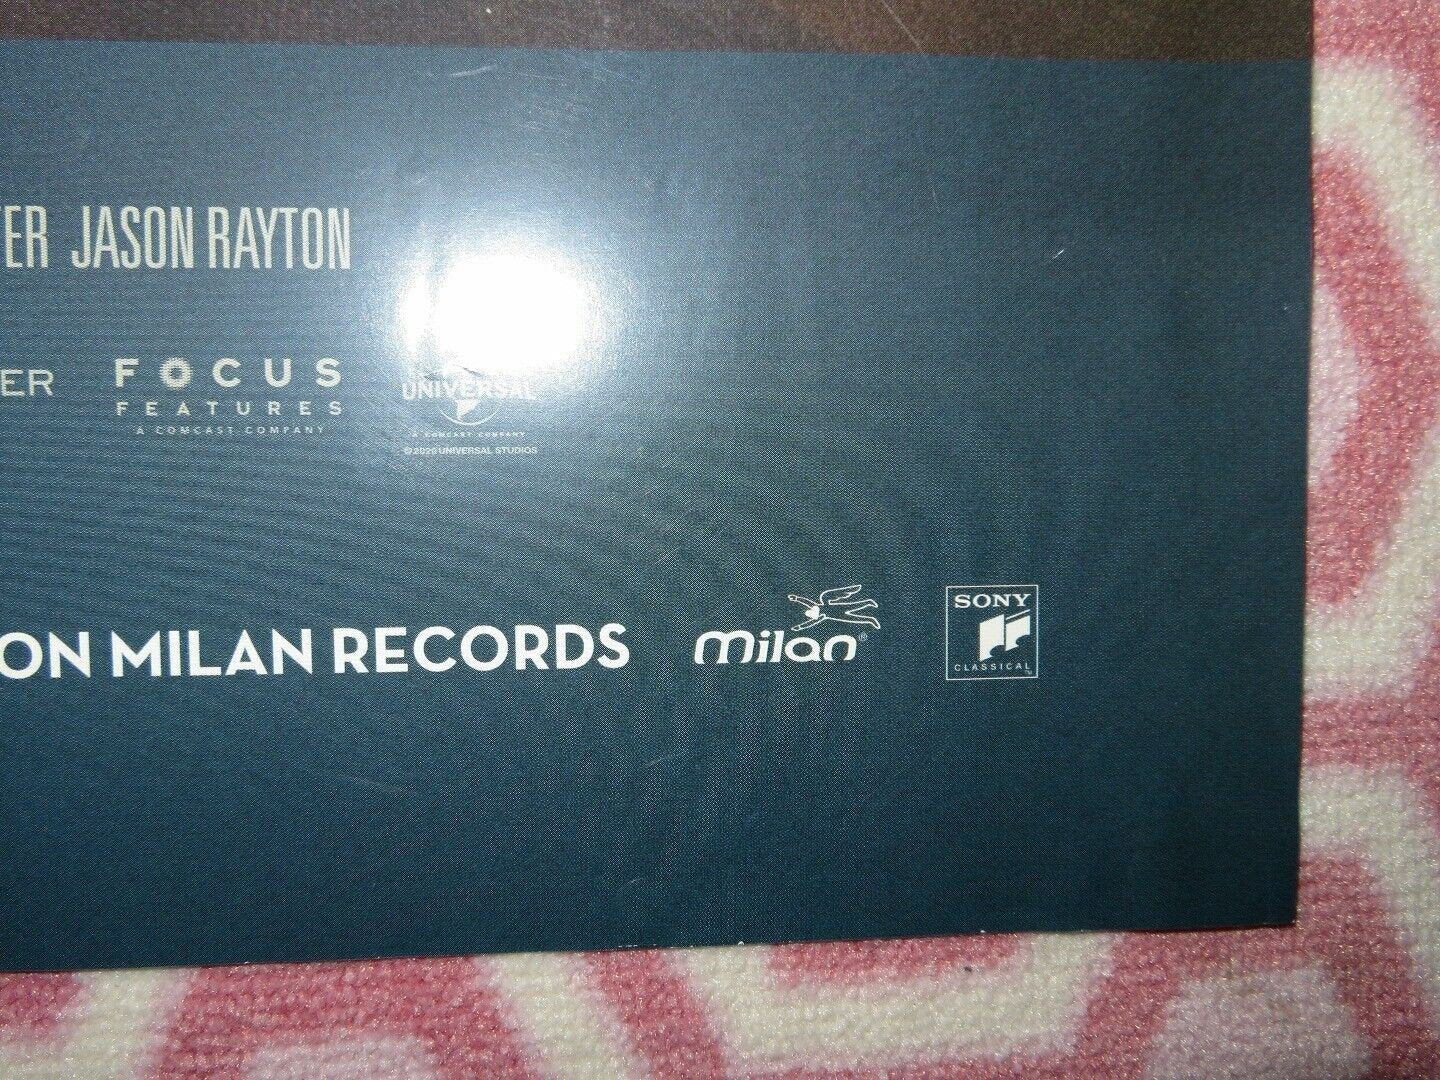 ER JASON RAYTON
ER
FOCUS
FEATURES
A COMCAST COMPANY
UNIVERSAL
A COMCAST COMPANY
©2020 UNIVERSAL STUDIOS
ON MILAN RECORDS
milan®
SONY
CLASSICAL
TM